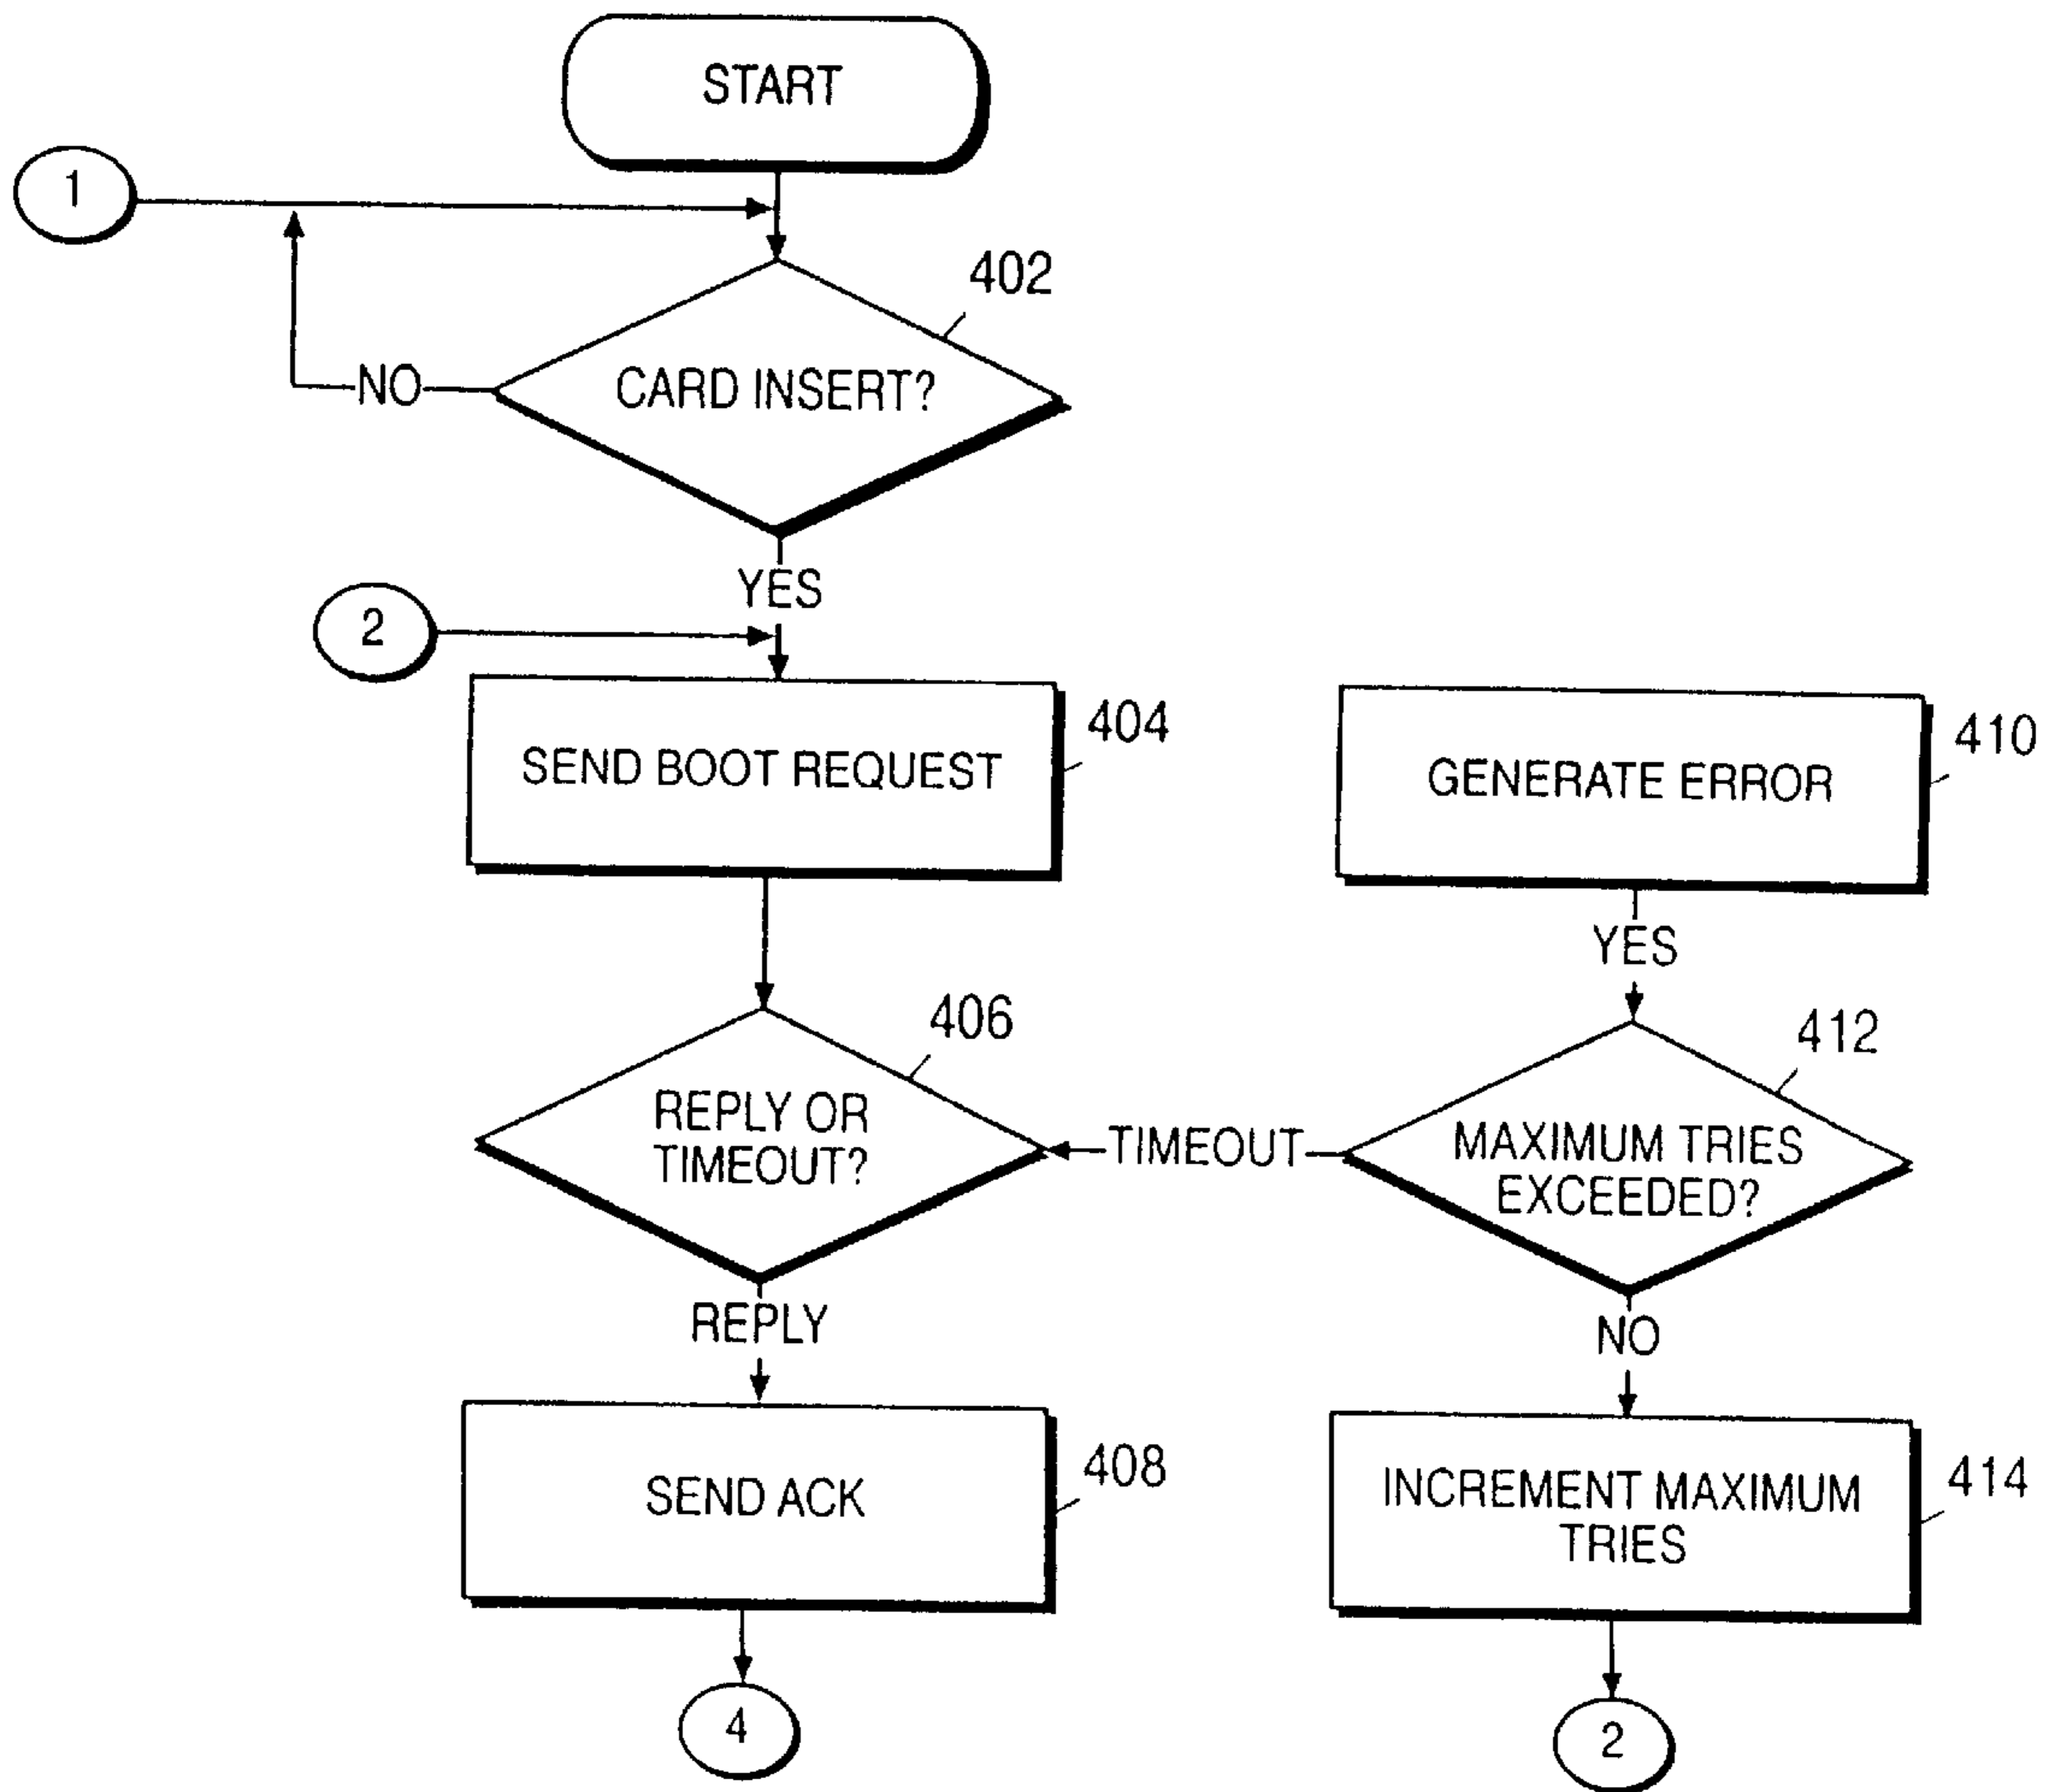 START
1
402
CARD INSERT?
NO
YES
2
404
SEND BOOT REQUEST
410
GENERATE ERROR
YES
406
REPLY OR
TIMEOUT?
TIMEOUT
412
MAXIMUM TRIES
EXCEEDED?
REPLY
NO
408
SEND ACK
414
INCREMENT MAXIMUM
TRIES
4
2